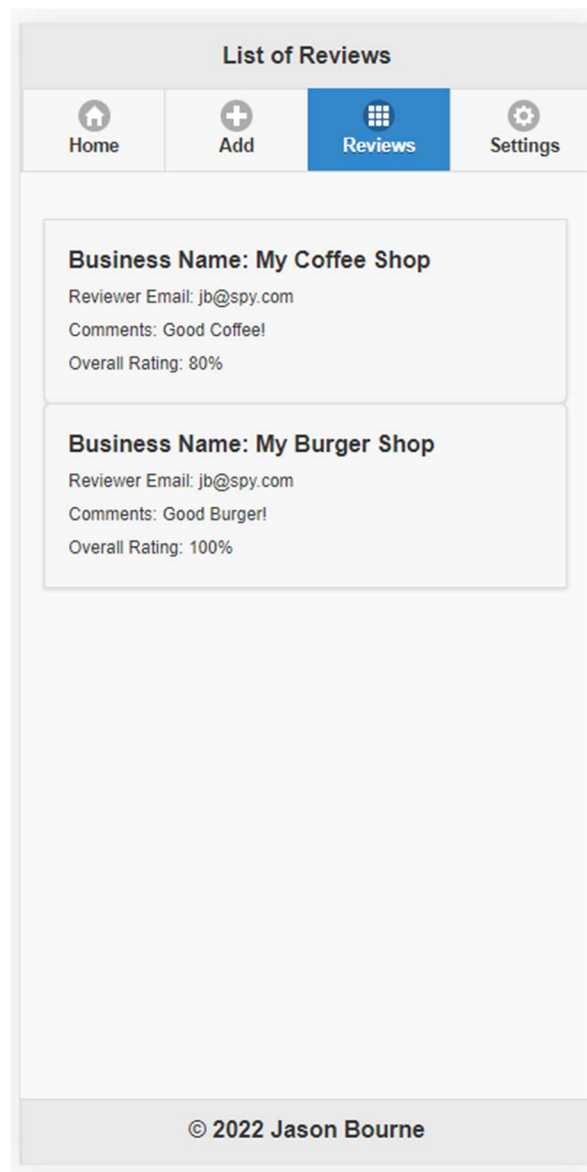 List of Reviews
Home Add Reviews Settings
Business Name: My Coffee Shop
Reviewer Email: jb@spy.com
Comments: Good Coffee!
Overall Rating: 80%
Business Name: My Burger Shop
Reviewer Email: jb@spy.com
Comments: Good Burger!
Overall Rating: 100%
© 2022 Jason Bourne